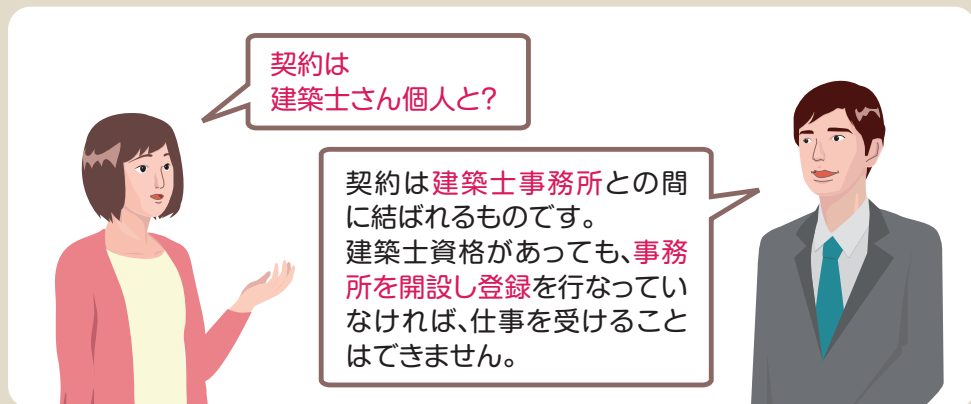 契約は
建築士さん個人と?
契約は建築士事務所との間
に結ばれるものです。
建築士資格があっても、事務
所を開設し登録を行なってい
なければ、仕事を受けること
はできません。